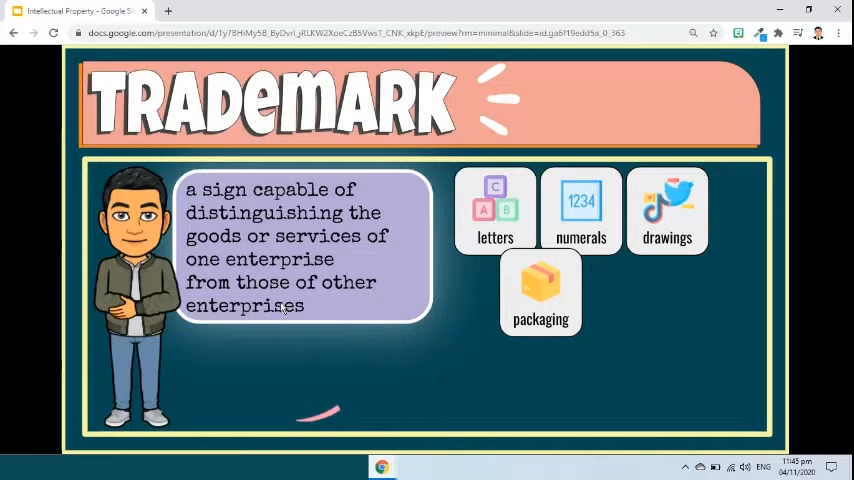 Intellectual Property - Google Sli
docs.google.com/presentation/d/1y7BHiMy5B_ByDvrl_jRLKW2XoeCzB5VwsT_CNK_xkpE/preview?rm=minimal&slide=id.ga6f19edd5a_0_363
TRADEMARK
a sign capable of
distinguishing the
goods or services of
one enterprise
from those of other
enterprises
C
A B
letters
1234
numerals
drawings
packaging
ENG
11:45 pm
04/11/2020